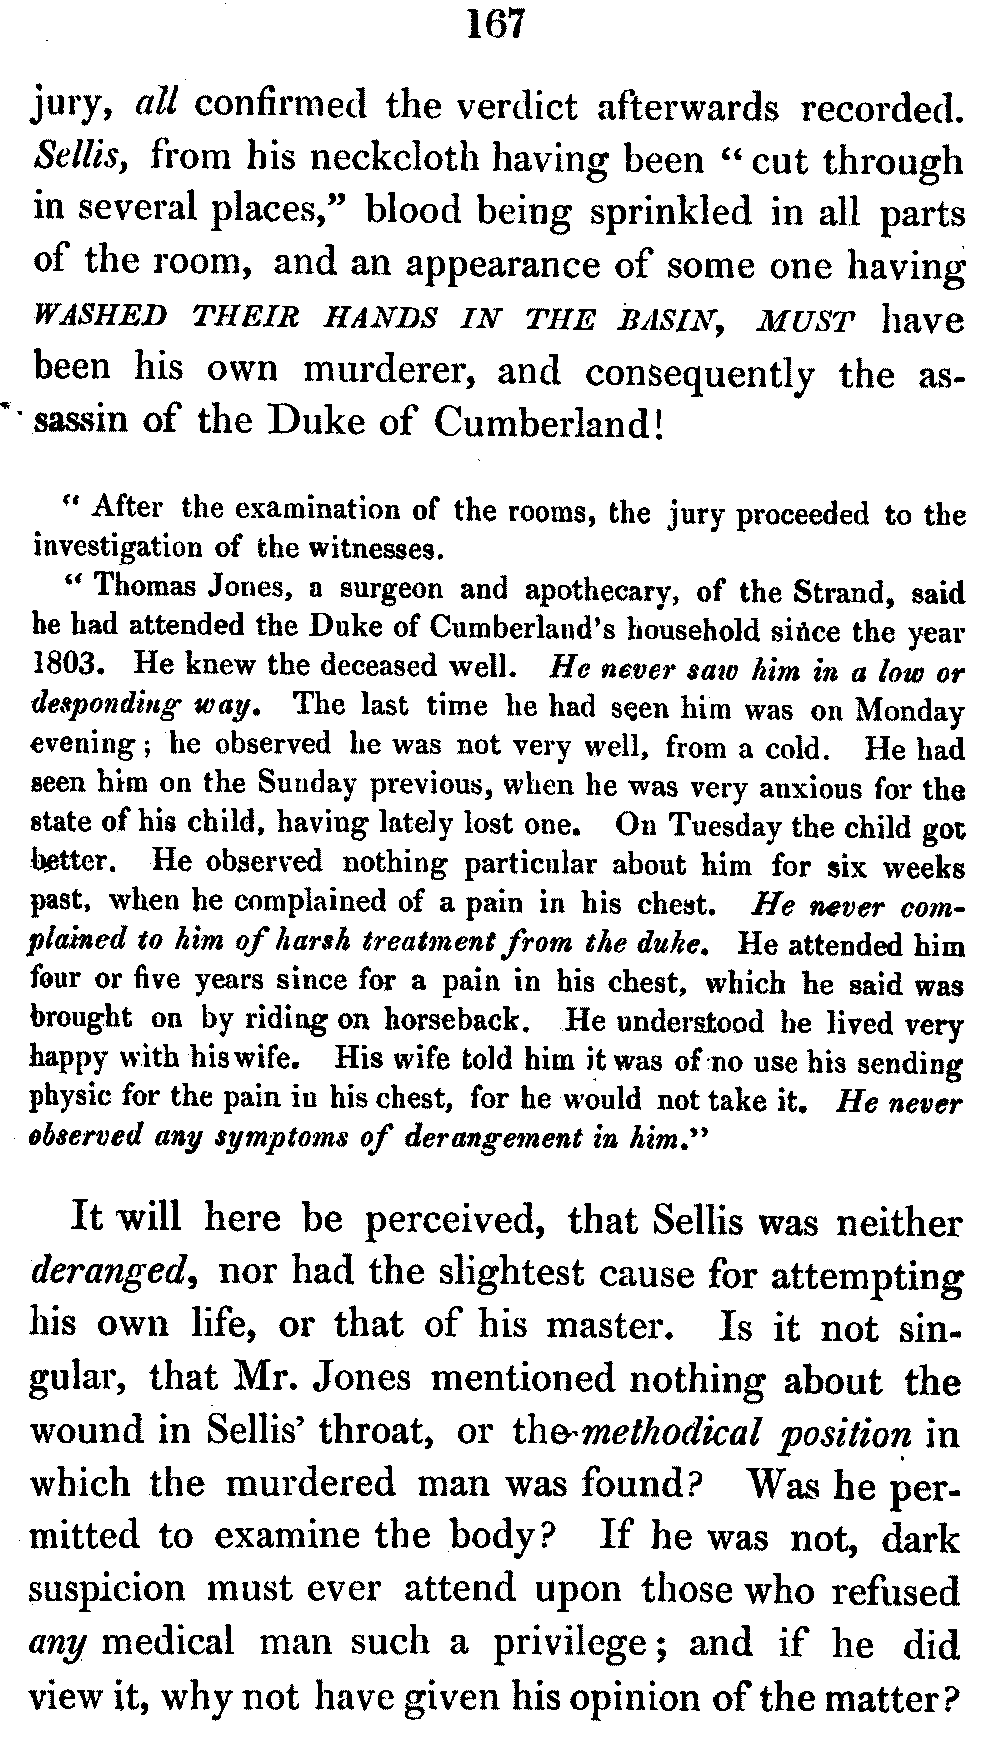 167
jury, all confirmed the verdict afterwards recorded.
Sellis, from his neckcloth having been “cut through
in several places,” blood being sprinkled in all parts
of the room, and an appearance of some one having
WASHED THEIR HANDS IN THE BASIN, MUST have
been his own murderer, and consequently the as-
sassin of the Duke of Cumberland!
“After the examination of the rooms, the jury proceeded to the
investigation of the witnesses.
“Thomas Jones, a surgeon and apothecary, of the Strand, said
he had attended the Duke of Cumberland's household since the year
1803. He knew the deceased well. He never saw him in a low or
desponding way. The last time he had seen him was on Monday
evening; he observed he was not very well, from a cold. He had
seen him on the Sunday previous, when he was very anxious for the
state of his child, having lately lost one. On Tuesday the child got
better. He observed nothing particular about him for six weeks
past, when he complained of a pain in his chest. He never com-
plained to him of harsh treatment from the duke. He attended him
four or five years since for a pain in his chest, which he said was
brought on by riding on horseback. He understood he lived very
happy with his wife. His wife told him it was of no use his sending
physic for the pain in his chest, for he would not take it. He never
observed any symptoms of derangement in him.”
It will here be perceived, that Sellis was neither
deranged, nor had the slightest cause for attempting
his own life, or that of his master. Is it not sin-
gular, that Mr. Jones mentioned nothing about the
wound in Sellis' throat, or the methodical position in
which the murdered man was found? Was he per-
mitted to examine the body? If he was not, dark
suspicion must ever attend upon those who refused
any medical man such a privilege; and if he did
view it, why not have given his opinion of the matter?